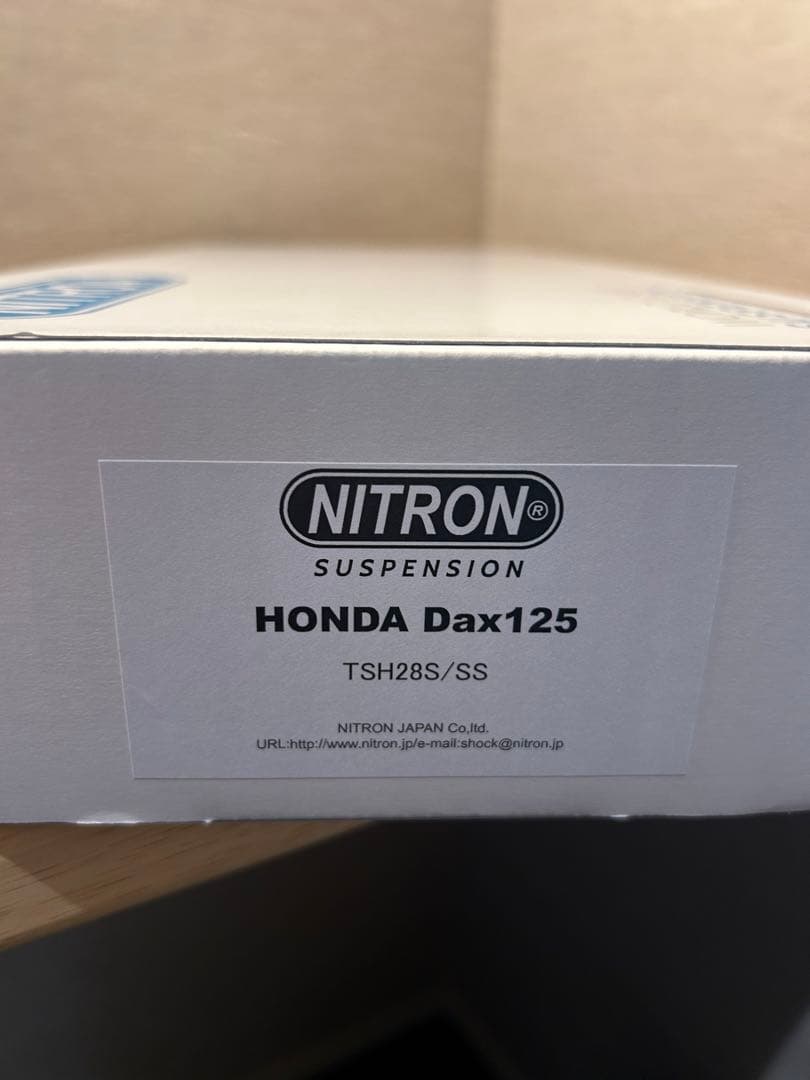 NITRON
NITRON®
SUSPENSION
HONDA Dax125
TSH28S/SS
NITRON JAPAN Co,ltd.
URL:http://www.nitron.jp/e-mail:shock@nitron.jp